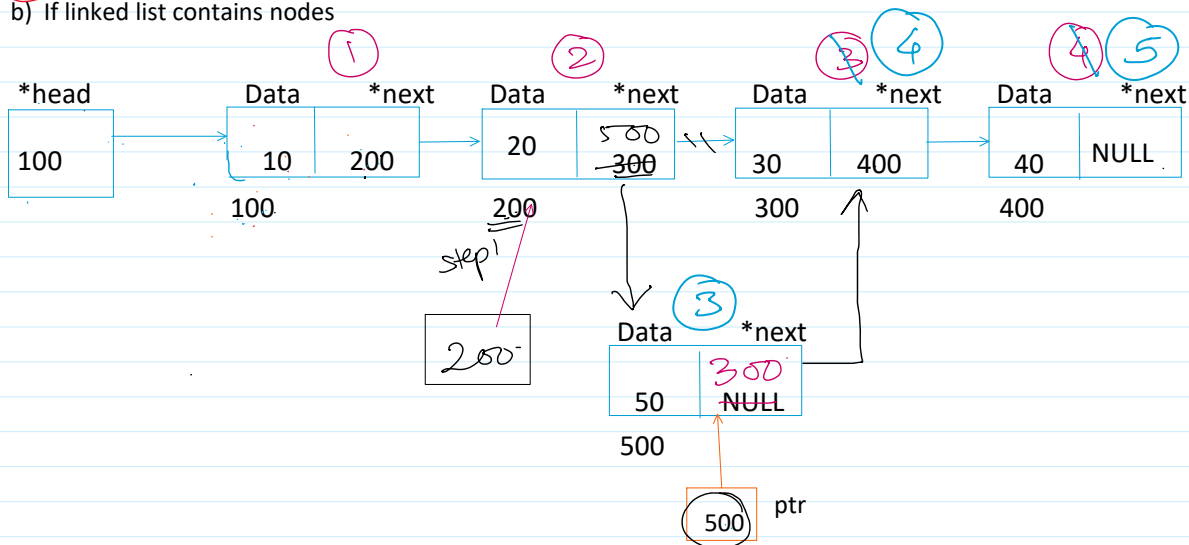 b) If linked list contains nodes
1 2 3 4 4 5
*head Data *next Data *next Data *next Data *next
500
100 10 200 20 300 30 400 40 NULL
100 200 300 400
step1
200
3
Data *next
300
50 NULL
500
500 ptr